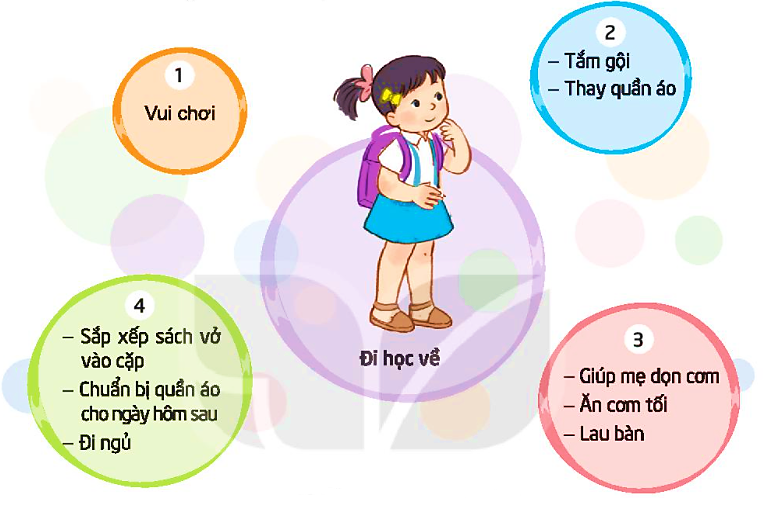 1
Vui chơi
2
– Tắm gội
– Thay quần áo
Đi học về
3
– Giúp mẹ dọn cơm
– Ăn cơm tối
– Lau bàn
4
– Sắp xếp sách vở
vào cặp
– Chuẩn bị quần áo
cho ngày hôm sau
– Đi ngủ